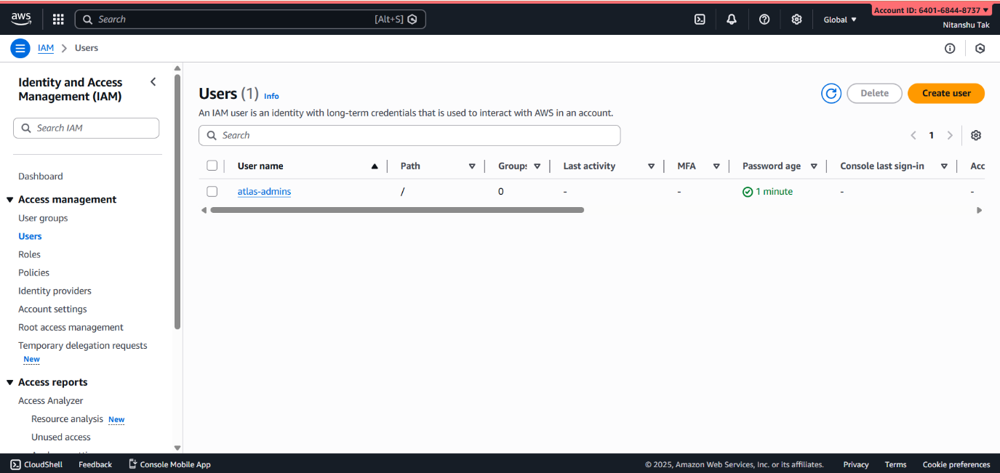 aws
Search [Alt+S]
Global
Account ID: 6401-6844-8737
Nitanshu Tak
IAM > Users
Identity and Access
Management (IAM)
Search IAM
Dashboard
Access management
User groups
Users
Roles
Policies
Identity providers
Account settings
Root access management
Temporary delegation requests
New
Access reports
Access Analyzer
Resource analysis New
Unused access
Users (1) Info
Delete
Create user
An IAM user is an identity with long-term credentials that is used to interact with AWS in an account.
Search
1
User name Path Groups Last activity MFA Password age Console last sign-in Acc
atlas-admins / 0 - - 1 minute - -
CloudShell Feedback Console Mobile App © 2025, Amazon Web Services, Inc. or its affiliates. Privacy Terms Cookie preferences